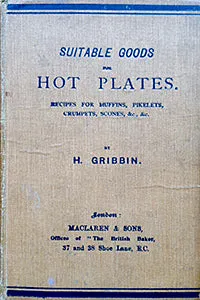 SUITABLE GOODS
FOR
HOT PLATES.
RECIPES FOR MUFFINS, PIKELETS,
CRUMPETS, SCONES, &c., &c.
BY
H. GRIBBIN.
London:
MACLAREN & SONS,
Offices of "The British Baker,
37 and 38 Shoe Lane, E.C.